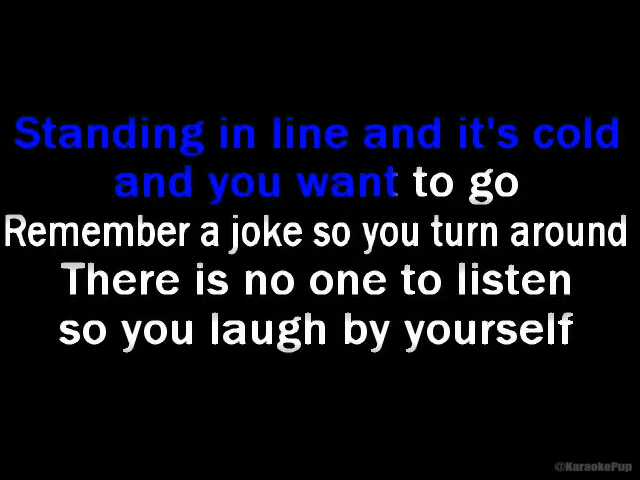 Standing in line and it's cold
and you want to go
Remember a joke so you turn around
There is no one to listen
so you laugh by yourself
@KaraokePup